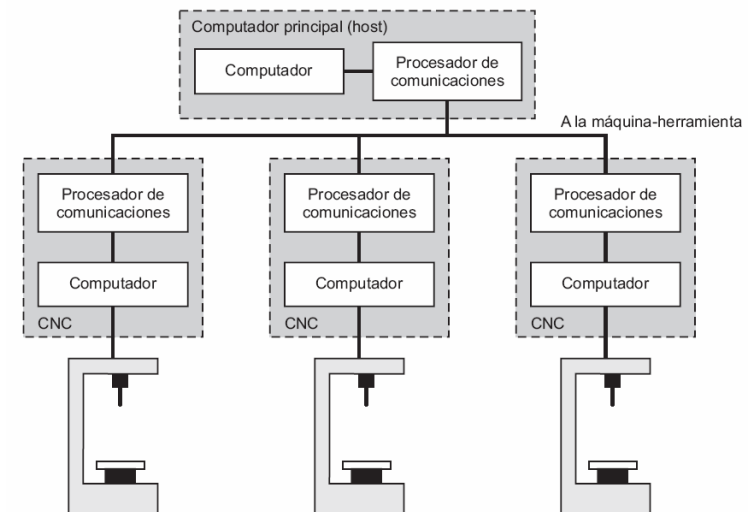 Computador principal (host)
Computador
Procesador de
comunicaciones
A la máquina-herramienta
Procesador de
comunicaciones
Computador
CNC
Procesador de
comunicaciones
Computador
CNC
Procesador de
comunicaciones
Computador
CNC